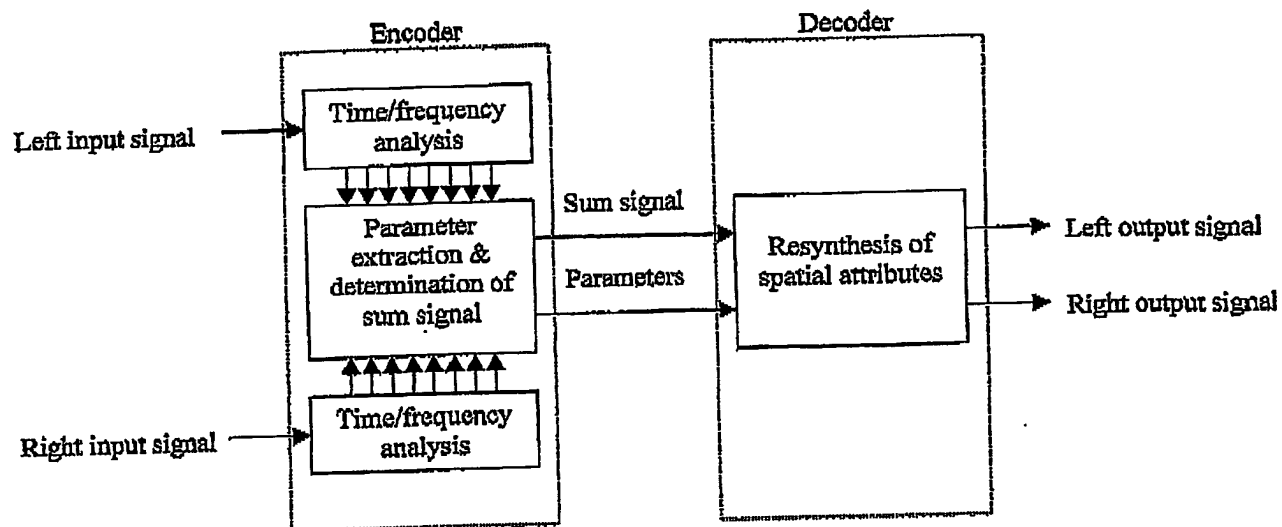 Encoder
Decoder
Time/frequency
analysis
Left input signal
Parameter
extraction &
determination of
sum signal
Sum signal
Parameters
Resynthesis of
spatial attributes
Left output signal
Right output signal
Time/frequency
analysis
Right input signal